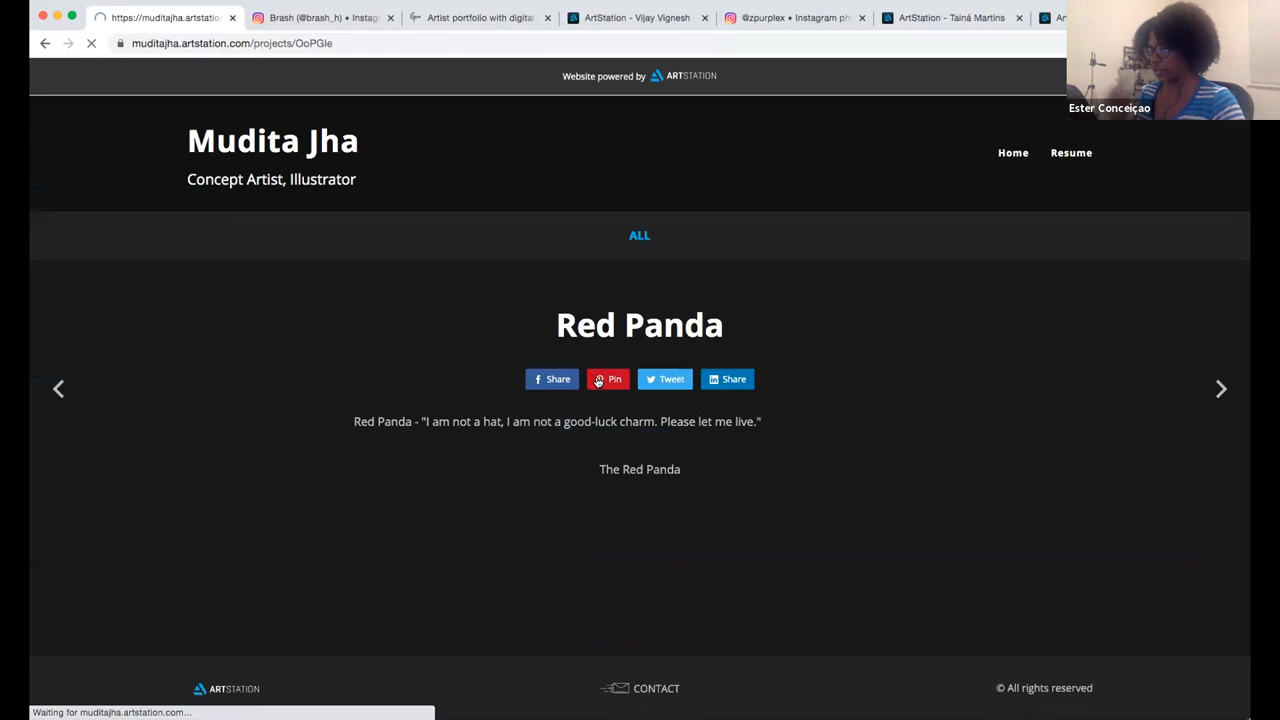 https://muditajha.artstatio
Brash (@brash_h) • Instag
Artist portfolio with digital
ArtStation - Vijay Vignesh
@zpurplex • Instagram ph
ArtStation - Tainá Martins
Ar
muditajha.artstation.com/projects/OoPGle
Website powered by ARTSTATION
Ester Conceiçao
Mudita Jha
Concept Artist, Illustrator
Home
Resume
ALL
Red Panda
Share
Pin
Tweet
Share
Red Panda - "I am not a hat, I am not a good-luck charm. Please let me live."
The Red Panda
ARTSTATION
CONTACT
© All rights reserved
Waiting for muditajha.artstation.com...